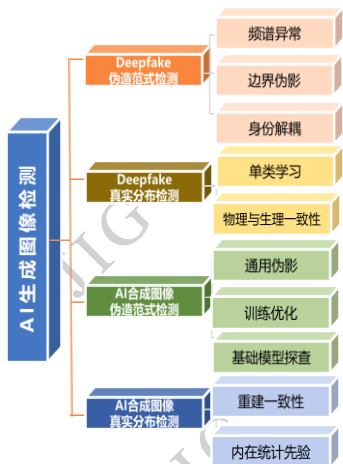 AI生成图像检测
Deepfake
伪造范式检测
频谱异常
边界伪影
身份解耦
Deepfake
真实分布检测
单类学习
物理与生理一致性
AI合成图像
伪造范式检测
通用伪影
训练优化
基础模型探查
AI合成图像
真实分布检测
重建一致性
内在统计先验
JIG
JIG